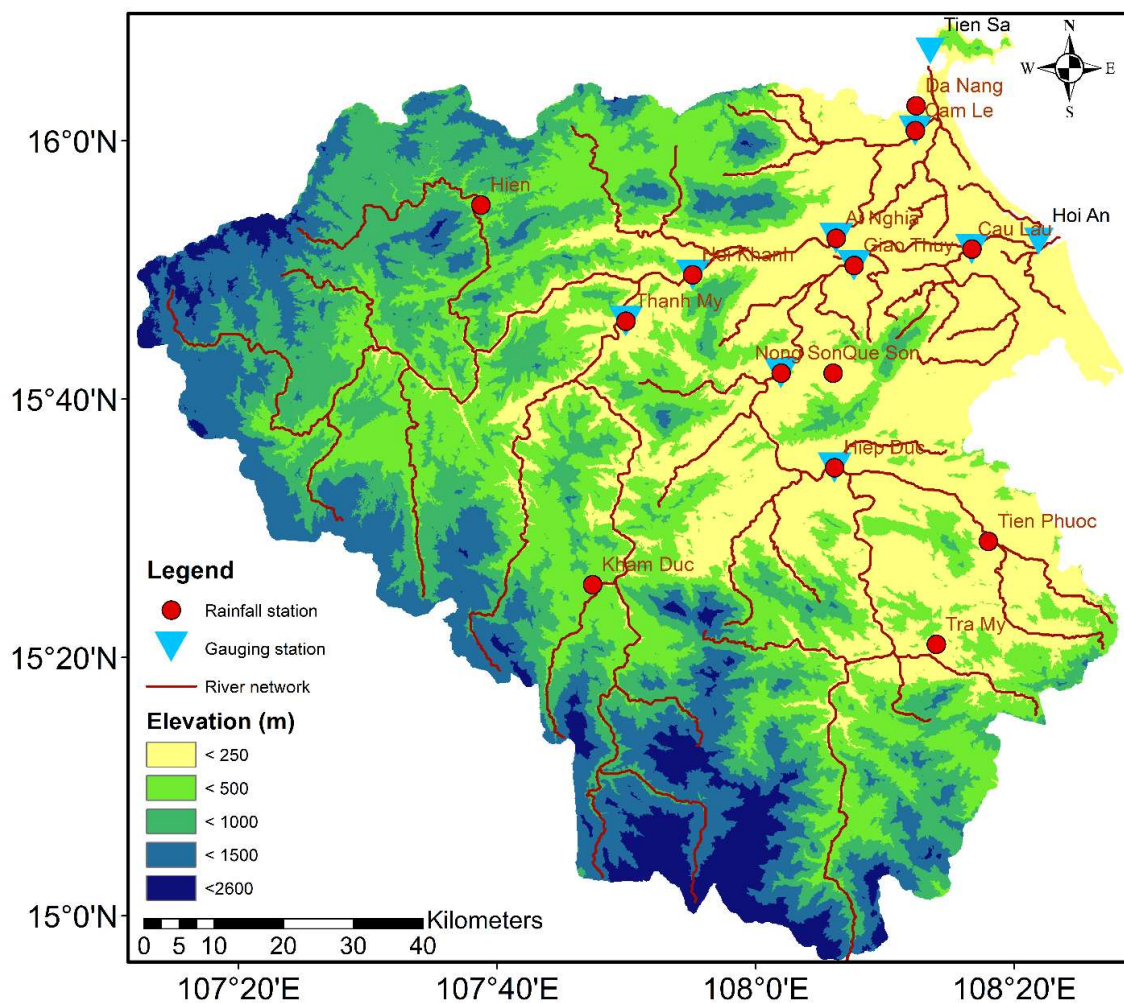 Tien Sa
N
W
E
S
Da Nang
Cam Le
16°0'N
Hien
Ai Nghia
Cau Lau
Hoi An
Giao Thuy
Hoi Khanh
Thanh My
Nong Son
Que Son
15°40'N
Hiep Duc
Tien Phuoc
Legend
Kham Duc
Rainfall station
Tra My
Gauging station
15°20'N
River network
Elevation (m)
< 250
< 500
< 1000
< 1500
<2600
15°0'N
Kilometers
0 5 10 20 30 40
107°20'E 107°40'E 108°0'E 108°20'E